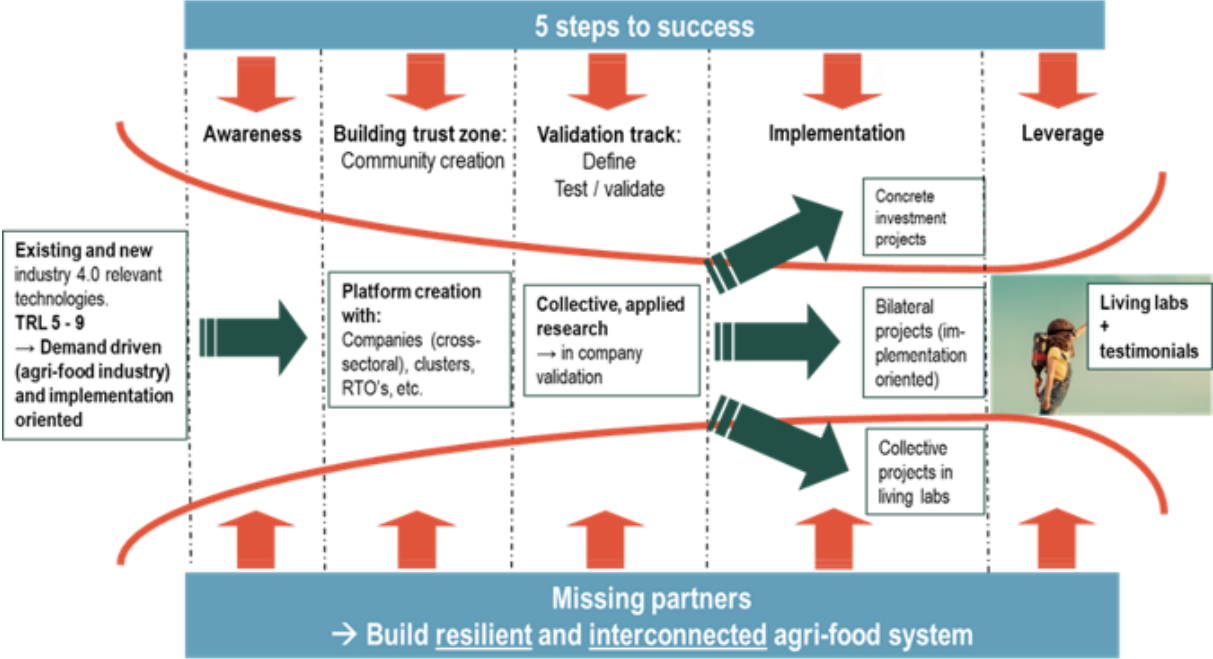 5 steps to success
Awareness
Building trust zone:
Community creation
Validation track:
Define
Test / validate
Implementation
Leverage
Existing and new
industry 4.0 relevant
technologies.
TRL 5 - 9
→ Demand driven
(agri-food industry)
and implementation
oriented
Platform creation
with:
Companies (cross-
sectoral), clusters,
RTO's, etc.
Collective, applied
research
→ in company
validation
Concrete
investment
projects
Bilateral
projects (im-
plementation
oriented)
Collective
projects in
living labs
Living labs
+
testimonials
Missing partners
→ Build resilient and interconnected agri-food system